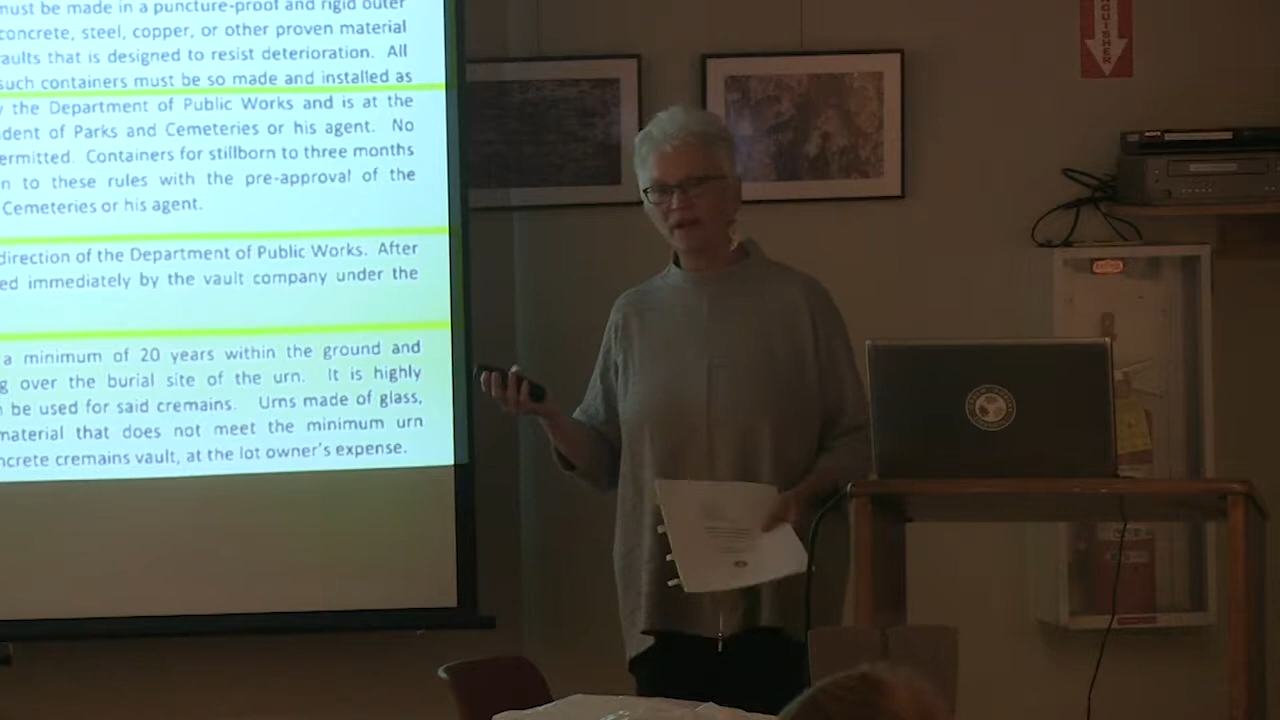 must be made in a puncture-proof and rigid outer
concrete, steel, copper, or other proven material
vaults that is designed to resist deterioration. All
such containers must be so made and installed as
y the Department of Public Works and is at the
dent of Parks and Cemeteries or his agent. No
ermitted. Containers for stillborn to three months
n to these rules with the pre-approval of the
Cemeteries or his agent.
direction of the Department of Public Works. After
ed immediately by the vault company under the
a minimum of 20 years within the ground and
g over the burial site of the urn. It is highly
n be used for said cremains. Urns made of glass,
material that does not meet the minimum urn
ncrete cremains vault, at the lot owner's expense.
GUISHER